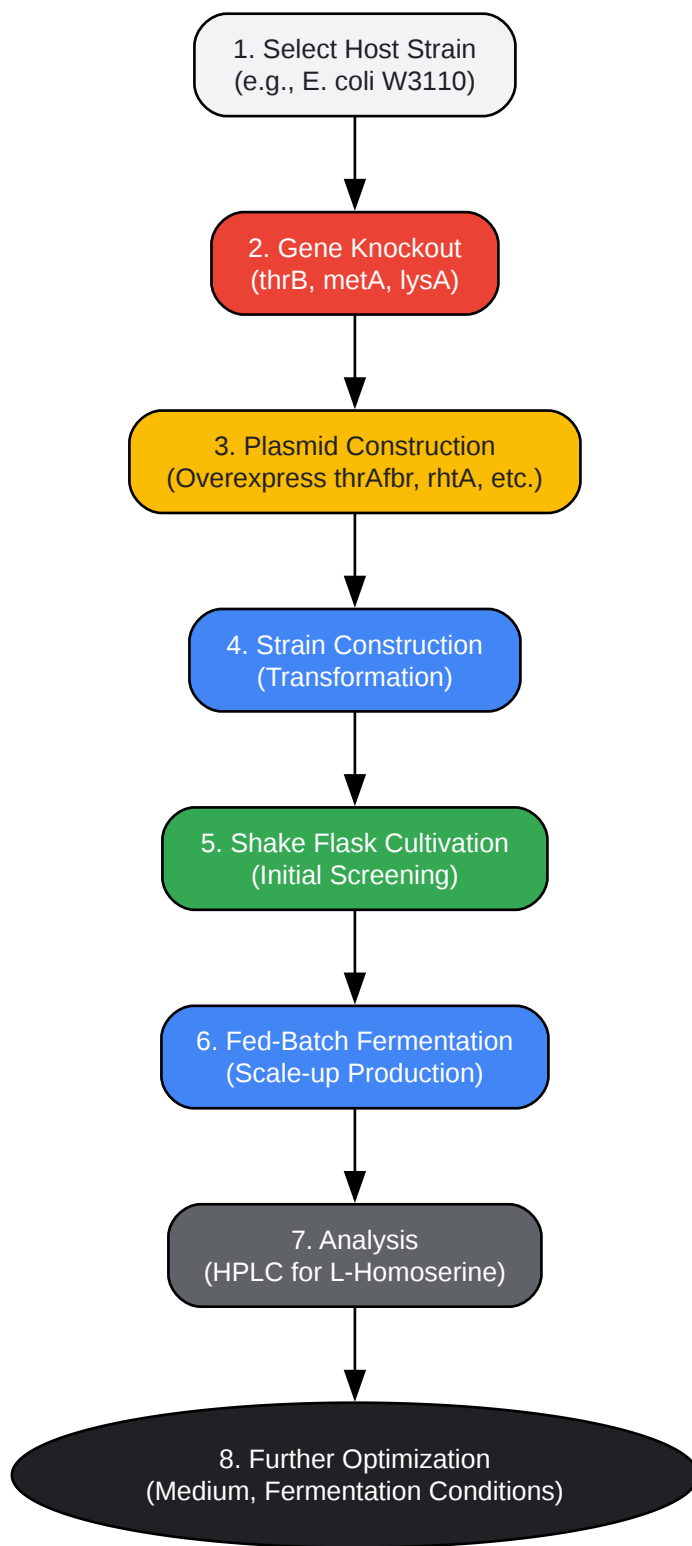 1. Select Host Strain
(e.g., E. coli W3110)
2. Gene Knockout
(thrB, metA, lysA)
3. Plasmid Construction
(Overexpress thrAfbr, rhtA, etc.)
4. Strain Construction
(Transformation)
5. Shake Flask Cultivation
(Initial Screening)
6. Fed-Batch Fermentation
(Scale-up Production)
7. Analysis
(HPLC for L-Homoserine)
8. Further Optimization
(Medium, Fermentation Conditions)